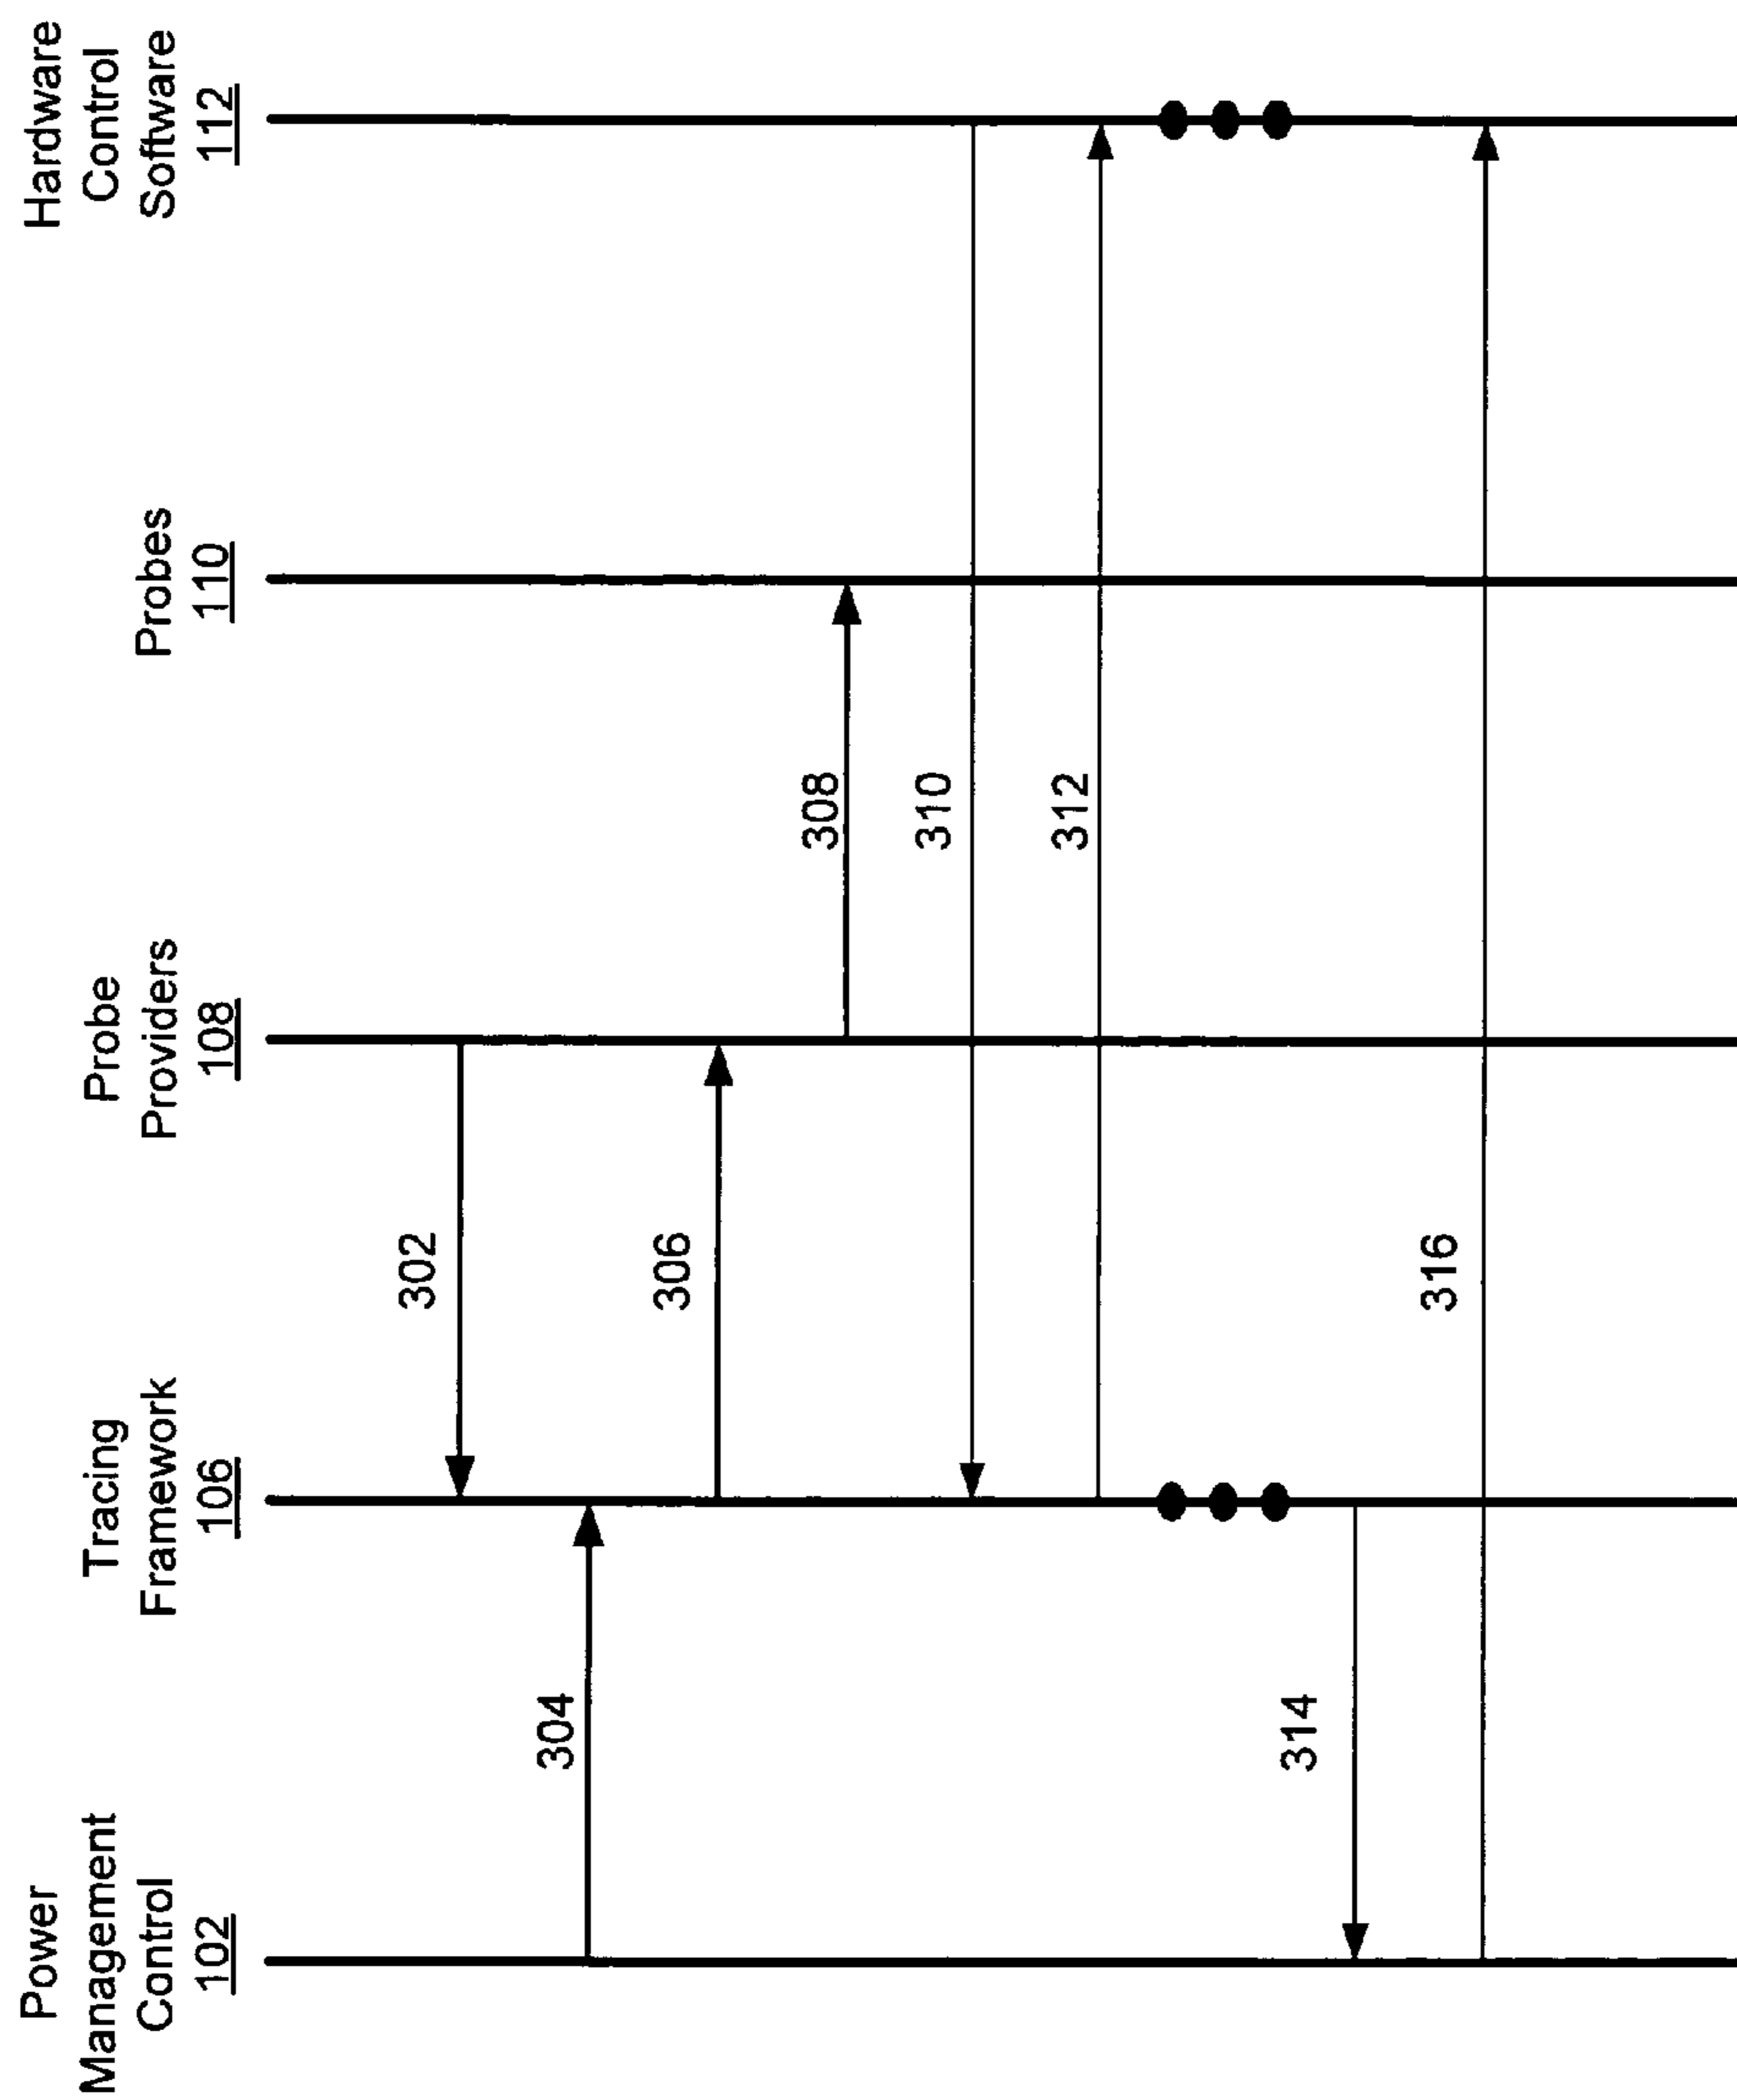 Power
Management
Control
102
Tracing
Framework
106
Probe
Providers
108
Probes
110
Hardware
Control
Software
112
302
304
306
308
310
312
314
316